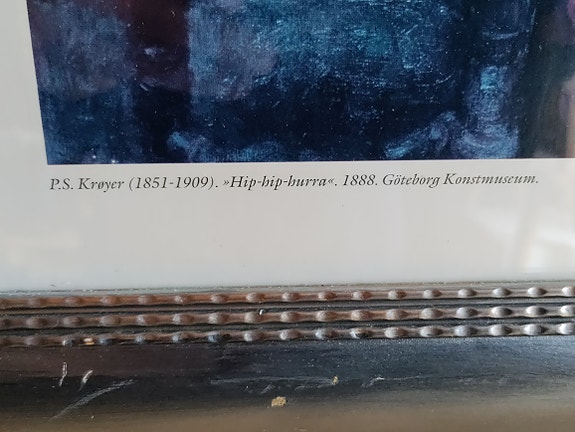 P.S. Krøyer (1851-1909). »Hip-hip-hurra«. 1888. Göteborg Konstmuseum.